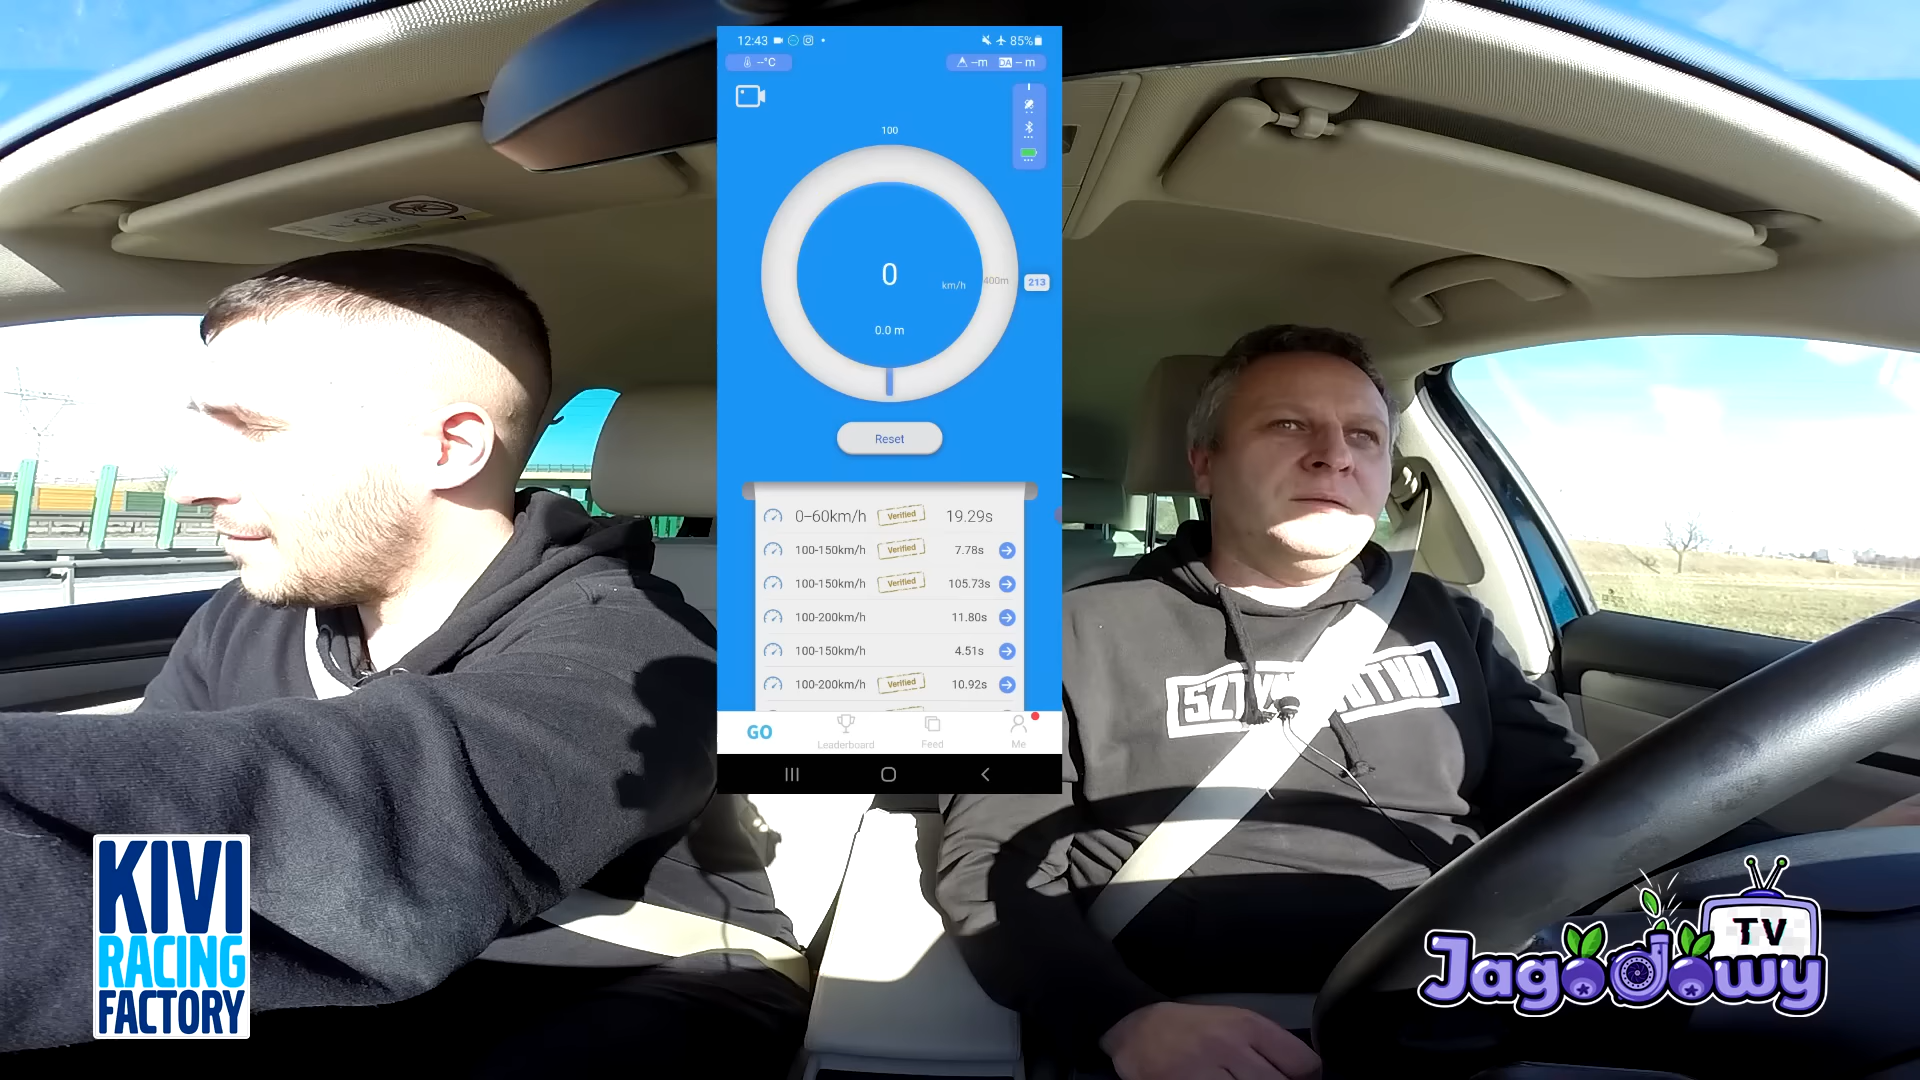 12:43
85%
--°C
--m DA -- m
100
0
km/h
400m
213
0.0 m
Reset
0-60km/h Verified 19.29s
100-150km/h Verified 7.78s
100-150km/h Verified 105.73s
100-200km/h 11.80s
100-150km/h 4.51s
100-200km/h Verified 10.92s
GO
Leaderboard
Feed
Me
KIVI
RACING
FACTORY
TV
Jagodowy